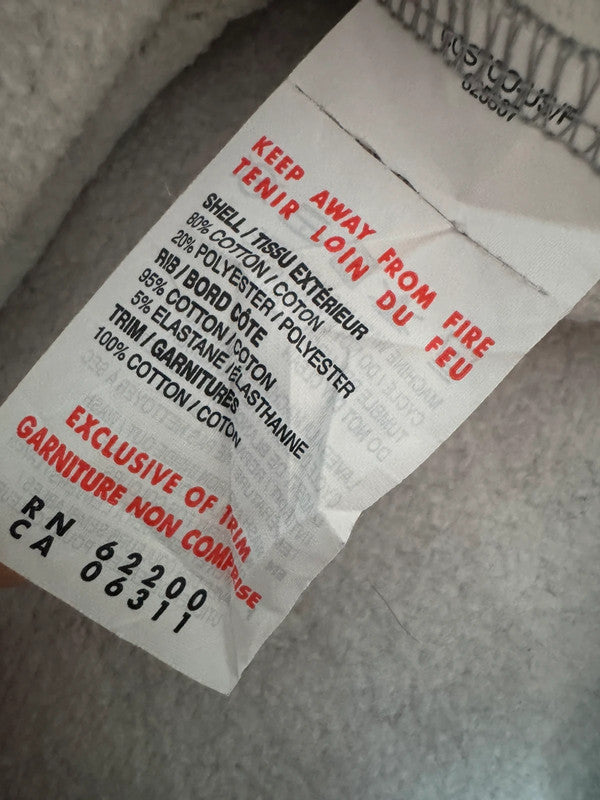 KEEP AWAY FROM FIRE
TENIR LOIN DU FEU
SHELL / TISSU EXTÉRIEUR
80% COTTON / COTON
20% POLYESTER / POLYESTER
RIB / BORD CÔTE
95% COTTON / COTON
5% ELASTANE / ÉLASTHANNE
TRIM / GARNITURES
100% COTTON / COTON
EXCLUSIVE OF TRIM
GARNITURE NON COMPRISE
RN 62200
CA 06311